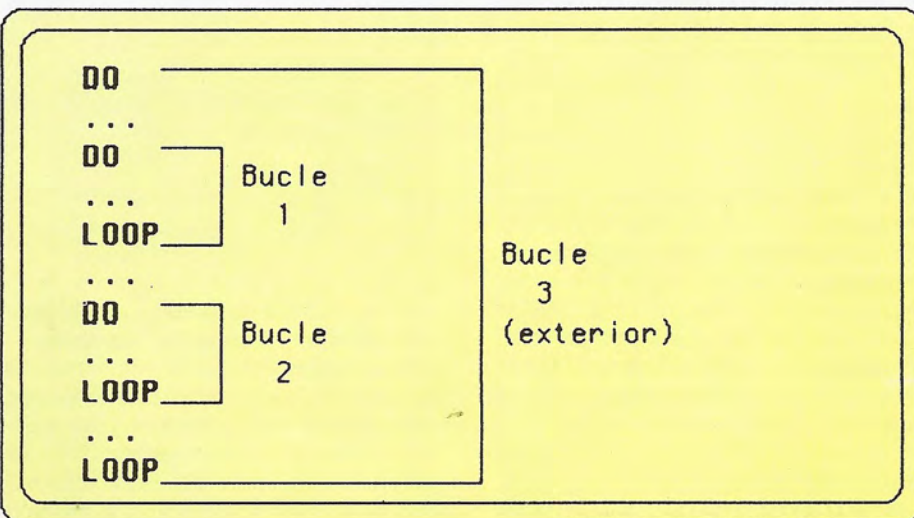 DO
...
DO
Bucle
...
1
LOOP
Bucle
...
3
DO
(exterior)
Bucle
...
2
LOOP
...
LOOP